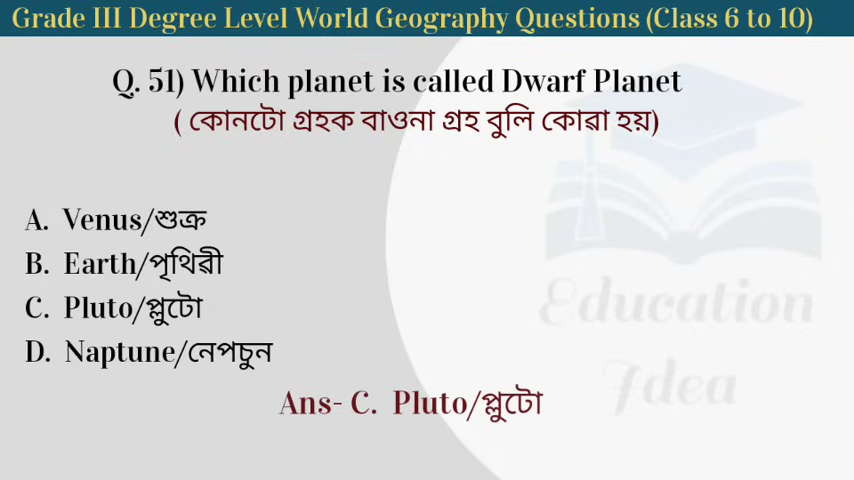 Grade III Degree Level World Geography Questions (Class 6 to 10)
Q. 51) Which planet is called Dwarf Planet
( কোনটো গ্ৰহক বাওনা গ্ৰহ বুলি কোৱা হয়)
A. Venus/শুক্ৰ
B. Earth/পৃথিৱী
C. Pluto/প্লুটো
D. Naptune/নেপচুন
Ans- C. Pluto/প্লুটো
Education
Idea